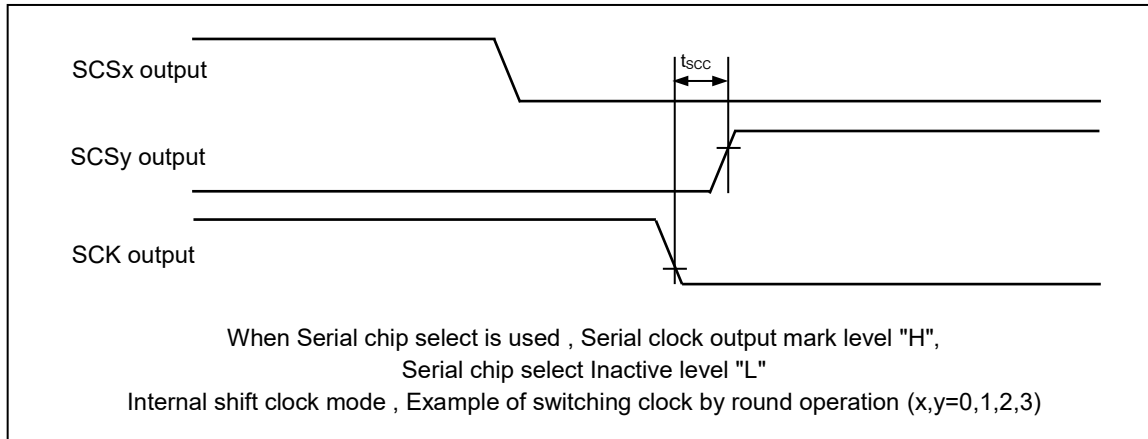 SCSx output
tSCC
SCSy output
SCK output
When Serial chip select is used , Serial clock output mark level "H",
Serial chip select Inactive level "L"
Internal shift clock mode , Example of switching clock by round operation (x,y=0,1,2,3)